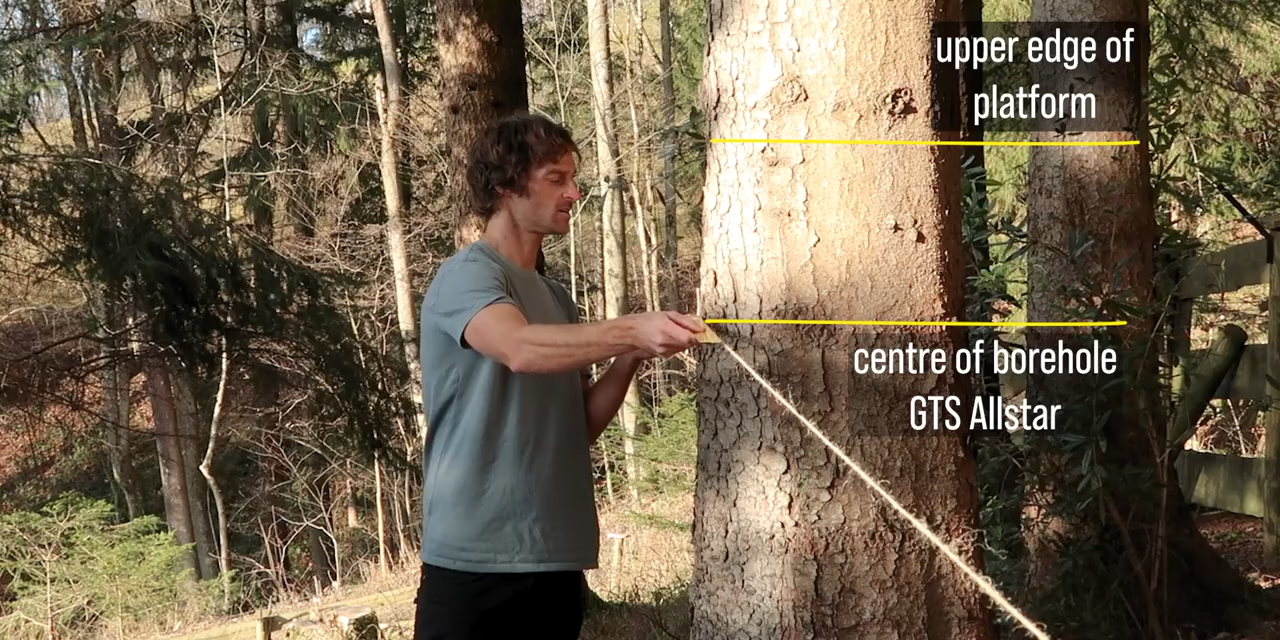 upper edge of
platform
centre of borehole
GTS Allstar